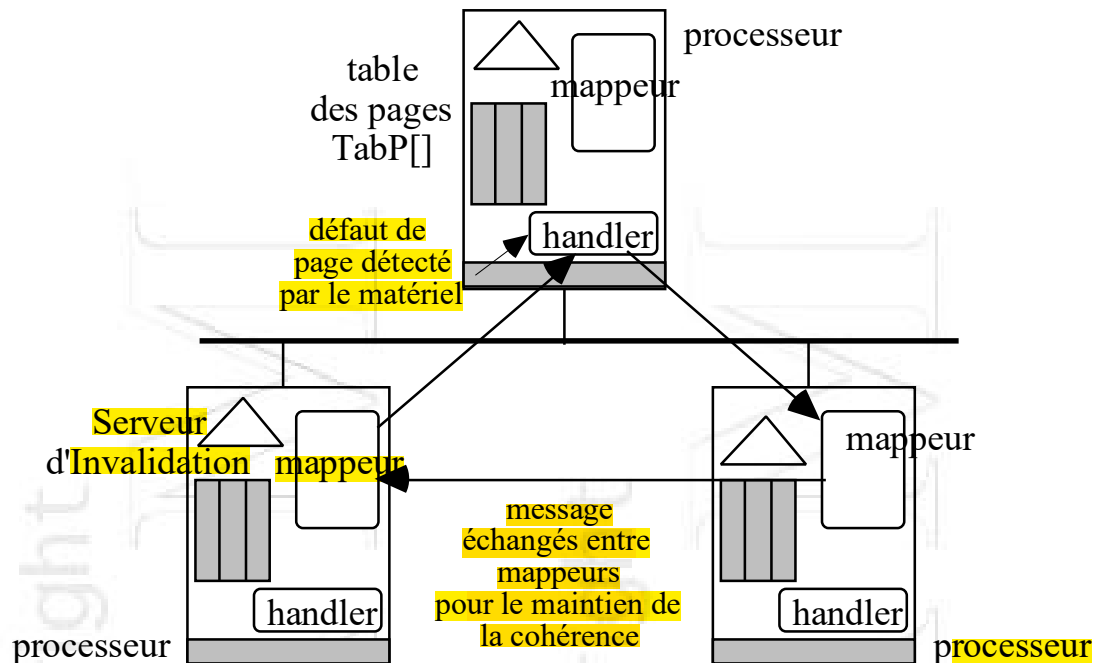 processeur
table
des pages
TabP[]
mappeur
défaut de
page détecté
par le matériel
handler
Serveur
d'Invalidation
mappeur
mappeur
message
échangés entre
mappeurs
pour le maintien de
la cohérence
handler
handler
processeur
processeur
ght